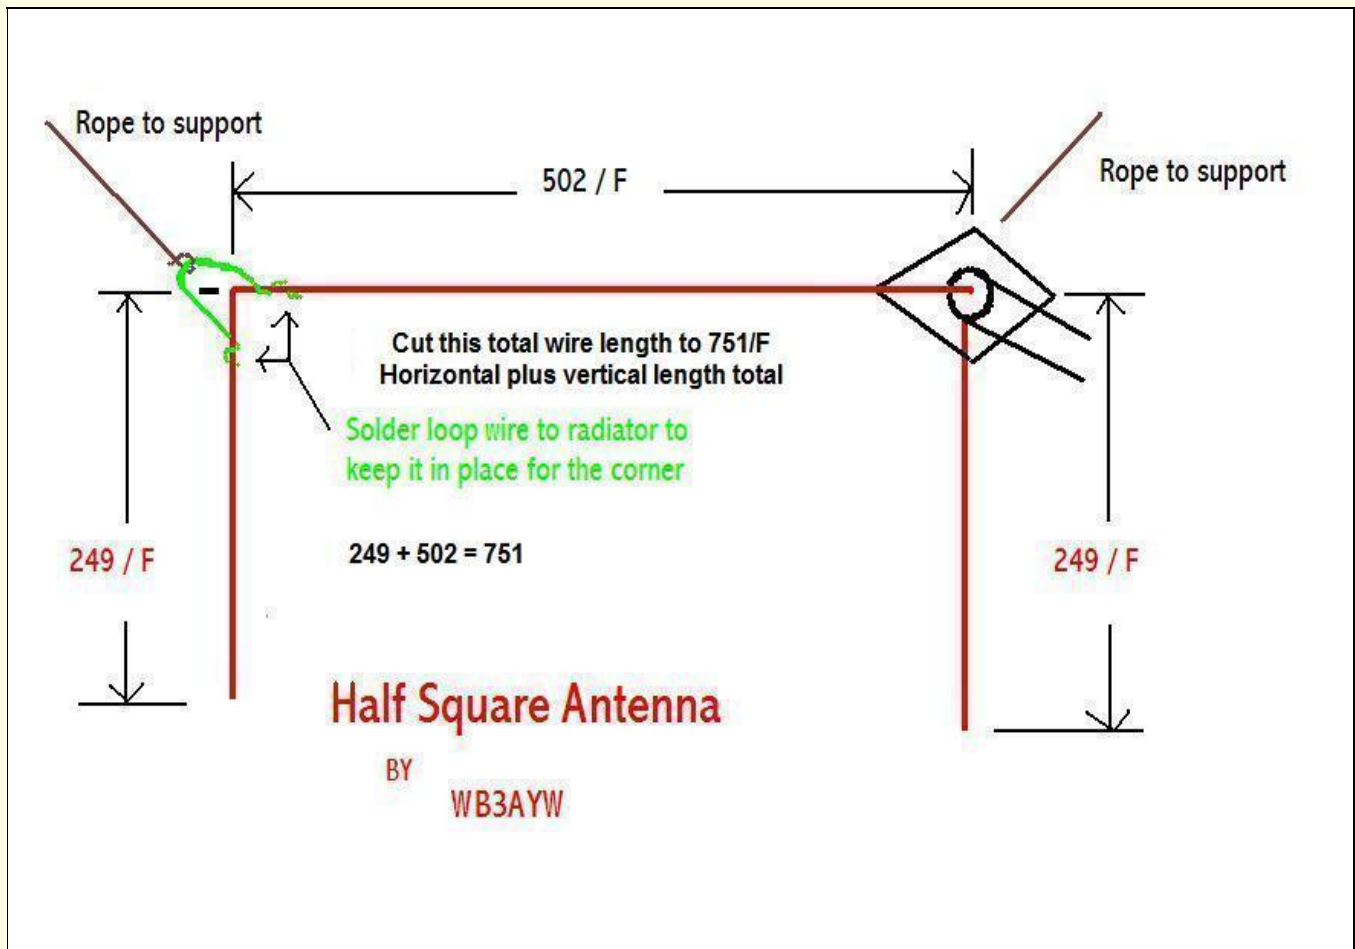 Rope to support
502 / F
Rope to support
Cut this total wire length to 751/F
Horizontal plus vertical length total
Solder loop wire to radiator to
keep it in place for the corner
249 + 502 = 751
249 / F
249 / F
Half Square Antenna
BY
WB3AYW